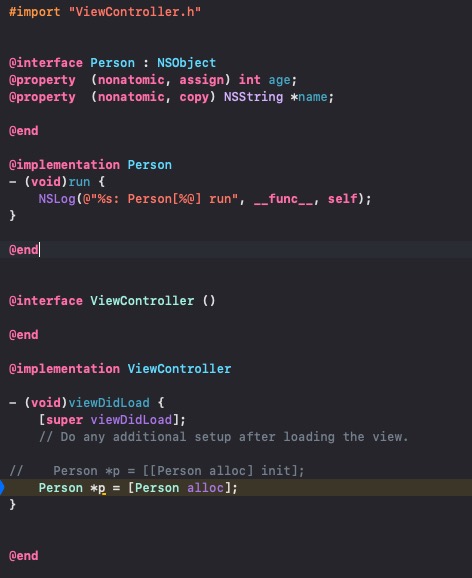 #import "ViewController.h"
@interface Person : NSObject
@property  (nonatomic, assign) int age;
@property  (nonatomic, copy) NSString *name;
@end
@implementation Person
- (void)run {
    NSLog(@"%s: Person[%@] run", __func__, self);
}
@end
@interface ViewController ()
@end
@implementation ViewController
- (void)viewDidLoad {
    [super viewDidLoad];
    // Do any additional setup after loading the view.
//    Person *p = [[Person alloc] init];
    Person *p = [Person alloc];
}
@end